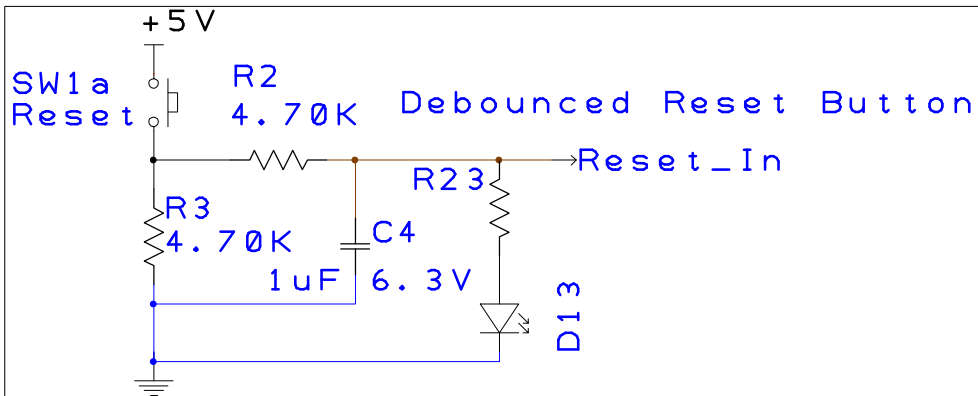 +5V
SW1a
Reset
R2
4.70K
Debounced Reset Button
Reset_In
R23
R3
4.70K
C4
1uF 6.3V
D13